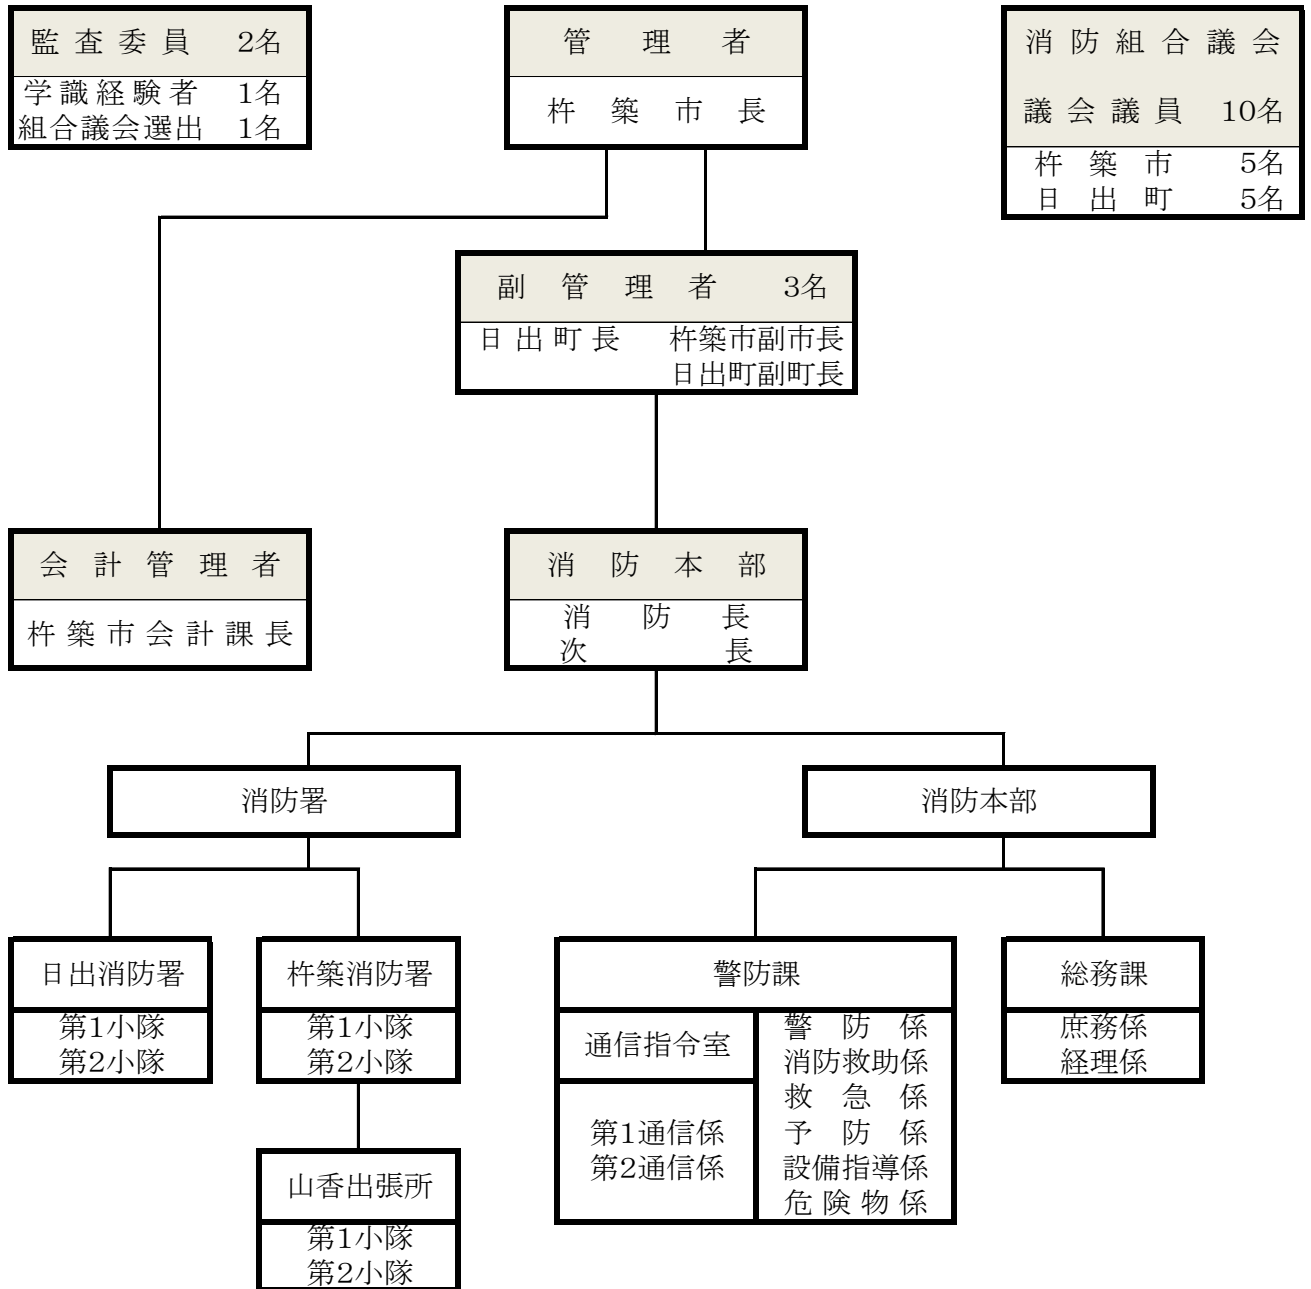 監査委員 2名
学識経験者 1名
組合議会選出 1名
管理者
杵築市長
消防組合議会
議会議員 10名
杵築市 5名
日出町 5名
副管理者 3名
日出町長 杵築市副市長
日出町副町長
会計管理者
杵築市会計課長
消防本部
消防長
次長
消防署
消防本部
日出消防署
第1小隊
第2小隊
杵築消防署
第1小隊
第2小隊
山香出張所
第1小隊
第2小隊
警防課
通信指令室
第1通信係
第2通信係
警防係
消防救助係
救急係
予防係
設備指導係
危険物係
総務課
庶務係
経理係